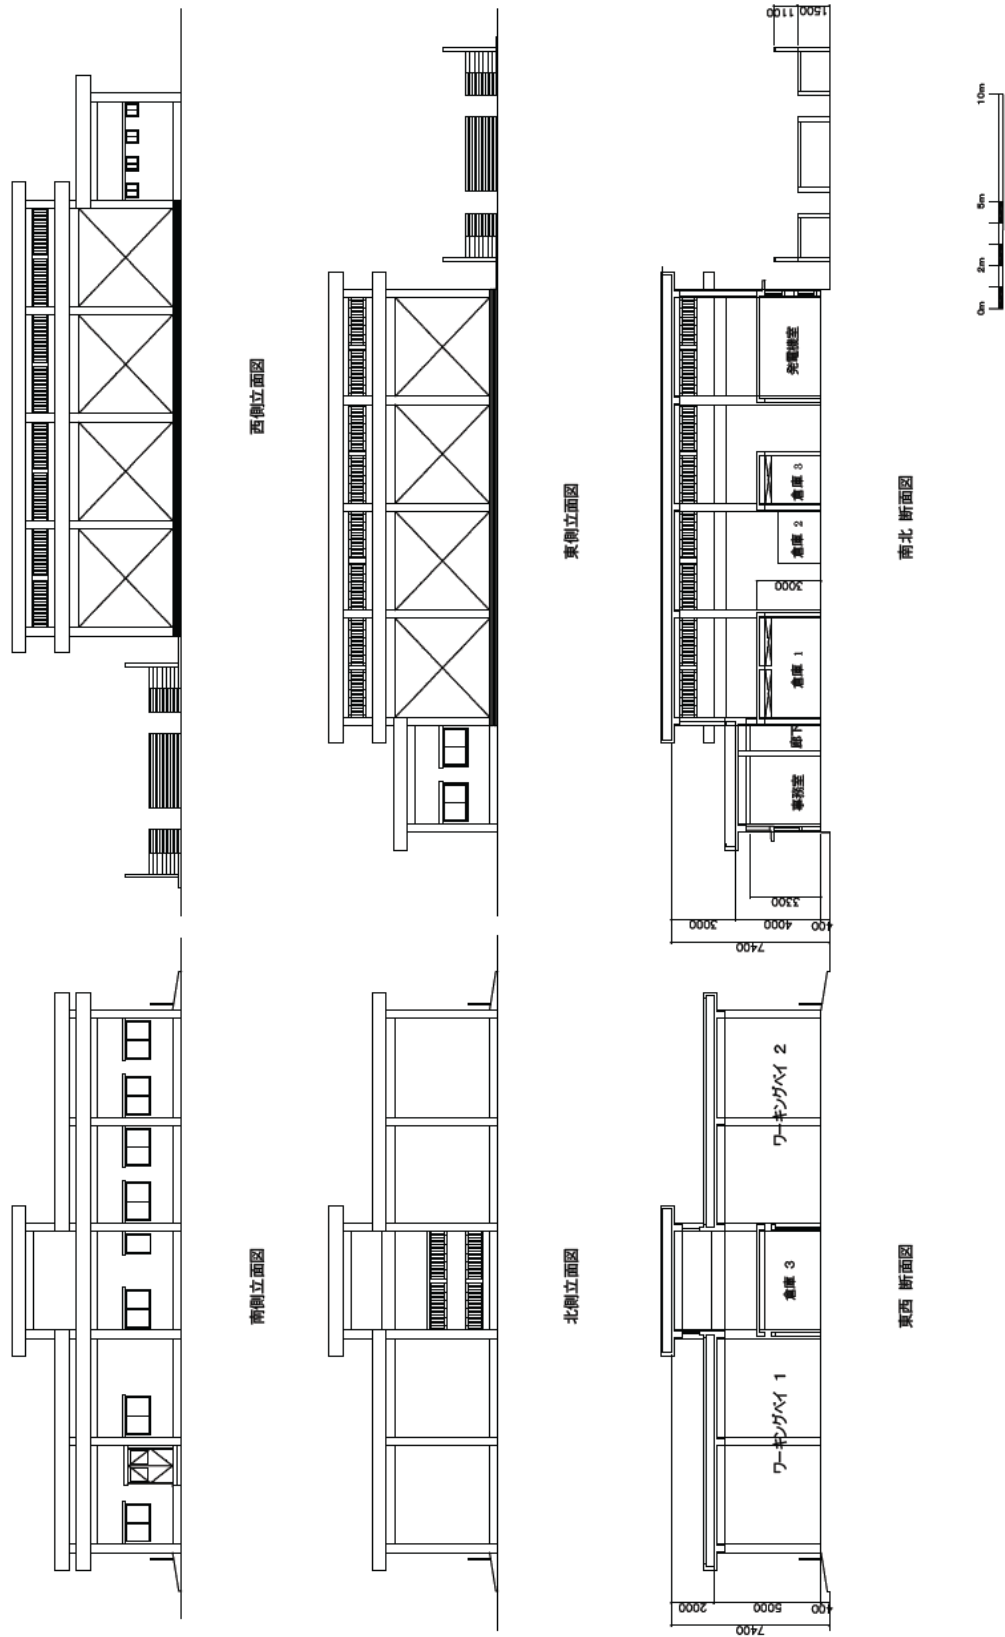 西側立面図
南側立面図
東側立面図
北側立面図
発電機室
倉庫 3
倉庫 2
3000
倉庫 1
廊下
事務室
1100
1500
3300
3000
4000
400
7400
南北 断面図
ワーキングベイ 2
倉庫 3
ワーキングベイ 1
2000
5000
400
7400
東西 断面図
0m
2m
5m
10m